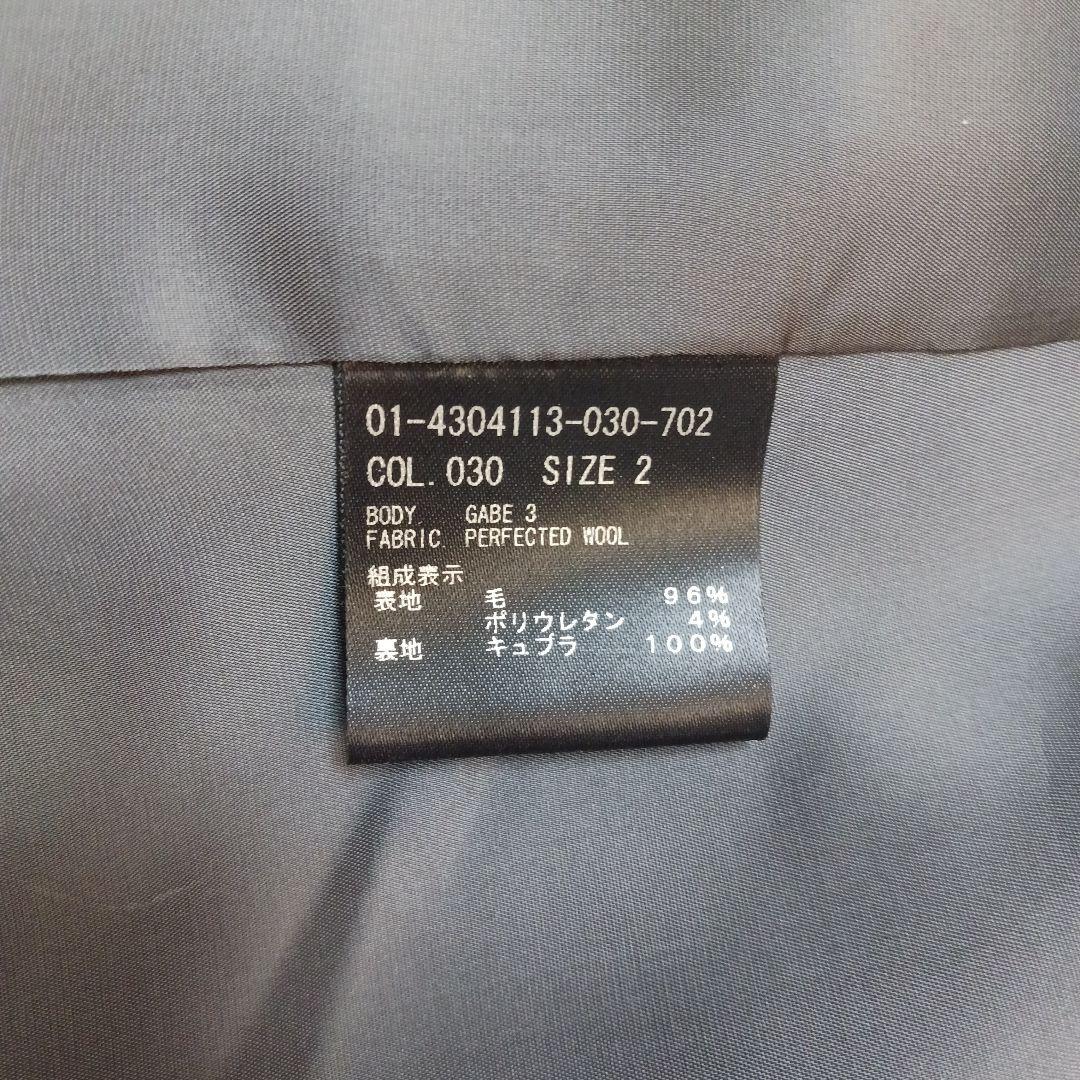 01-4304113-030-702
COL.030 SIZE 2
BODY GABE 3
FABRIC PERFECTED WOOL
組成表示
表地 毛 96%
ポリウレタン 4%
裏地 キュプラ 100%